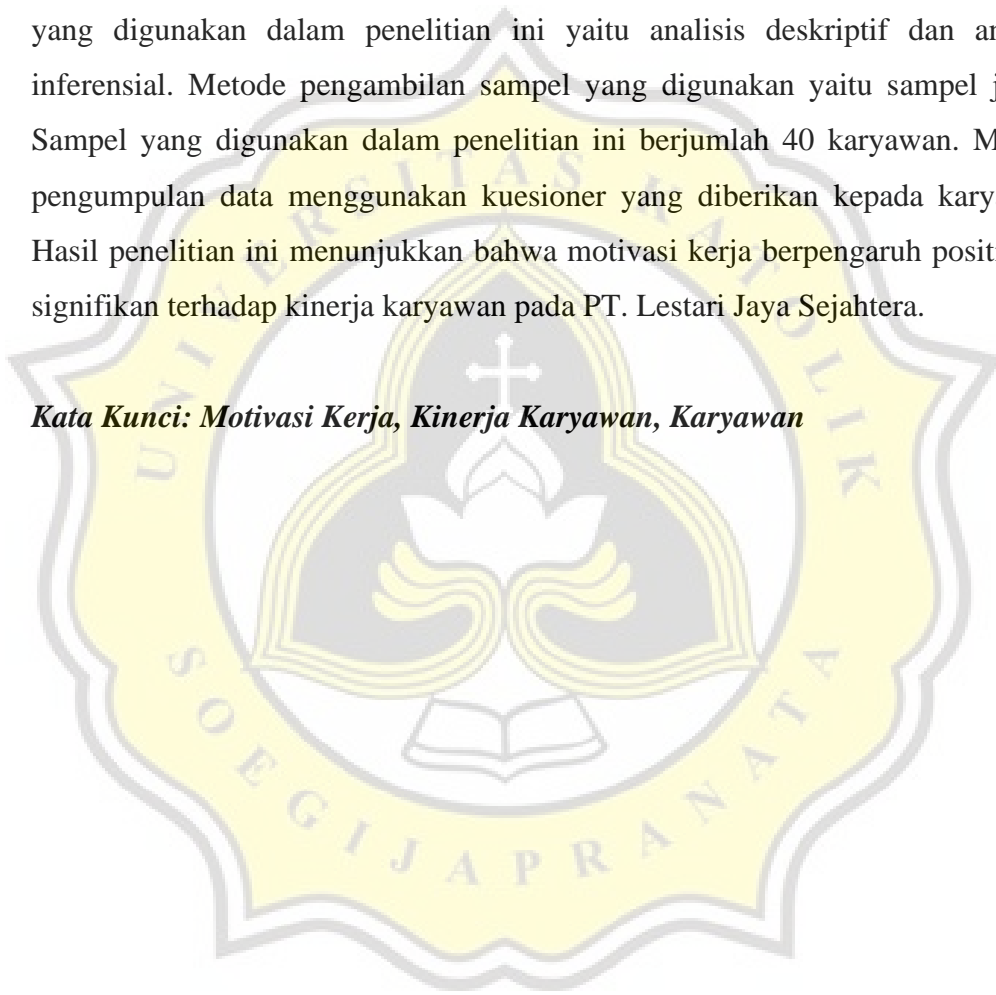 yang digunakan dalam penelitian ini yaitu analisis deskriptif dan
inferensial. Metode pengambilan sampel yang digunakan yaitu sampel
Sampel yang digunakan dalam penelitian ini berjumlah 40 karyawan.
pengumpulan data menggunakan kuesioner yang diberikan kepada
Hasil penelitian ini menunjukkan bahwa motivasi kerja berpengaruh
signifikan terhadap kinerja karyawan pada PT. Lestari Jaya Sejahtera.
Kata Kunci: Motivasi Kerja, Kinerja Karyawan, Karyawan
UNIVERSITAS KATOLIK
SOEGIJAPRANATA